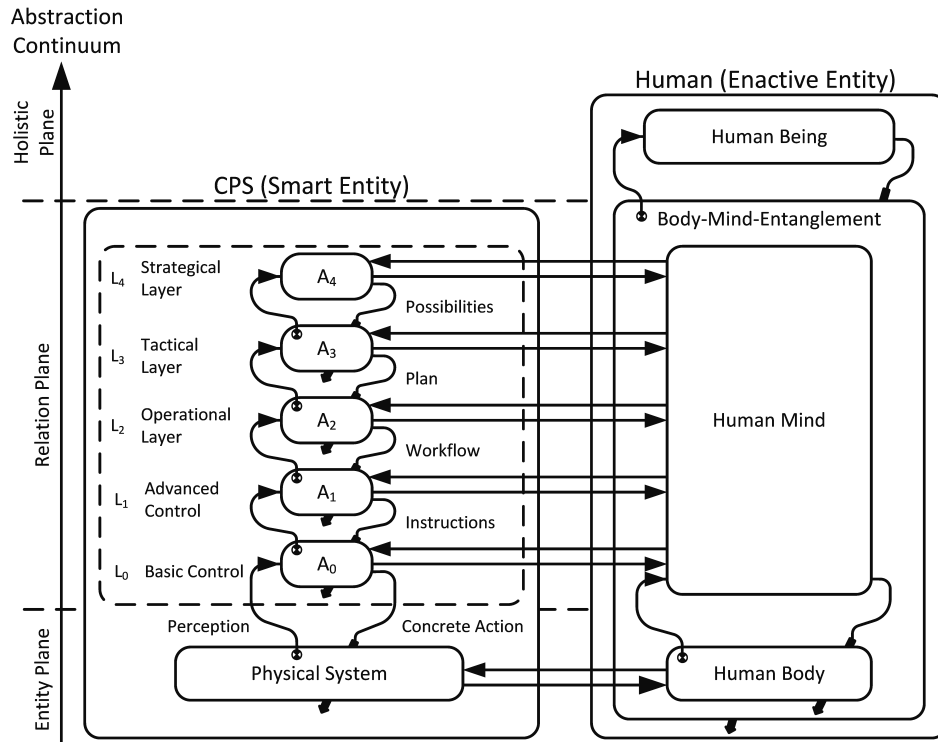 Abstraction
Continuum
Human (Enactive Entity)
Holistic
Plane
Human Being
CPS (Smart Entity)
Body-Mind-Entanglement
L4 Strategical
Layer
A4
Possibilities
L3 Tactical
Layer
A3
Plan
Relation Plane
L2 Operational
Layer
A2
Human Mind
Workflow
L1 Advanced
Control
A1
Instructions
L0 Basic Control
A0
Perception
Concrete Action
Entity Plane
Physical System
Human Body